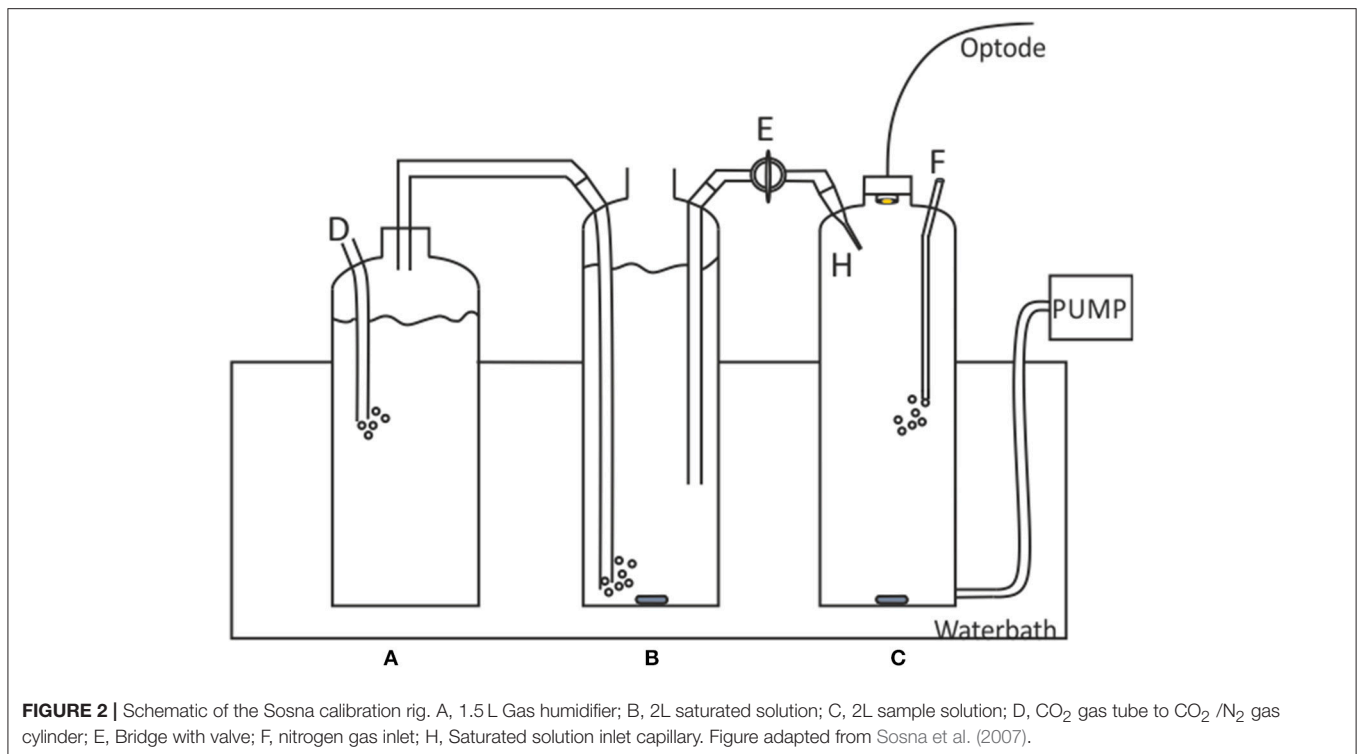 Optode
E
F
D
H
PUMP
Waterbath
A
B
C
FIGURE 2 | Schematic of the Sosna calibration rig. A, 1.5 L Gas humidifier; B, 2L saturated solution; C, 2L sample solution; D, CO2 gas tube to CO2 /N2 gas
cylinder; E, Bridge with valve; F, nitrogen gas inlet; H, Saturated solution inlet capillary. Figure adapted from Sosna et al. (2007).